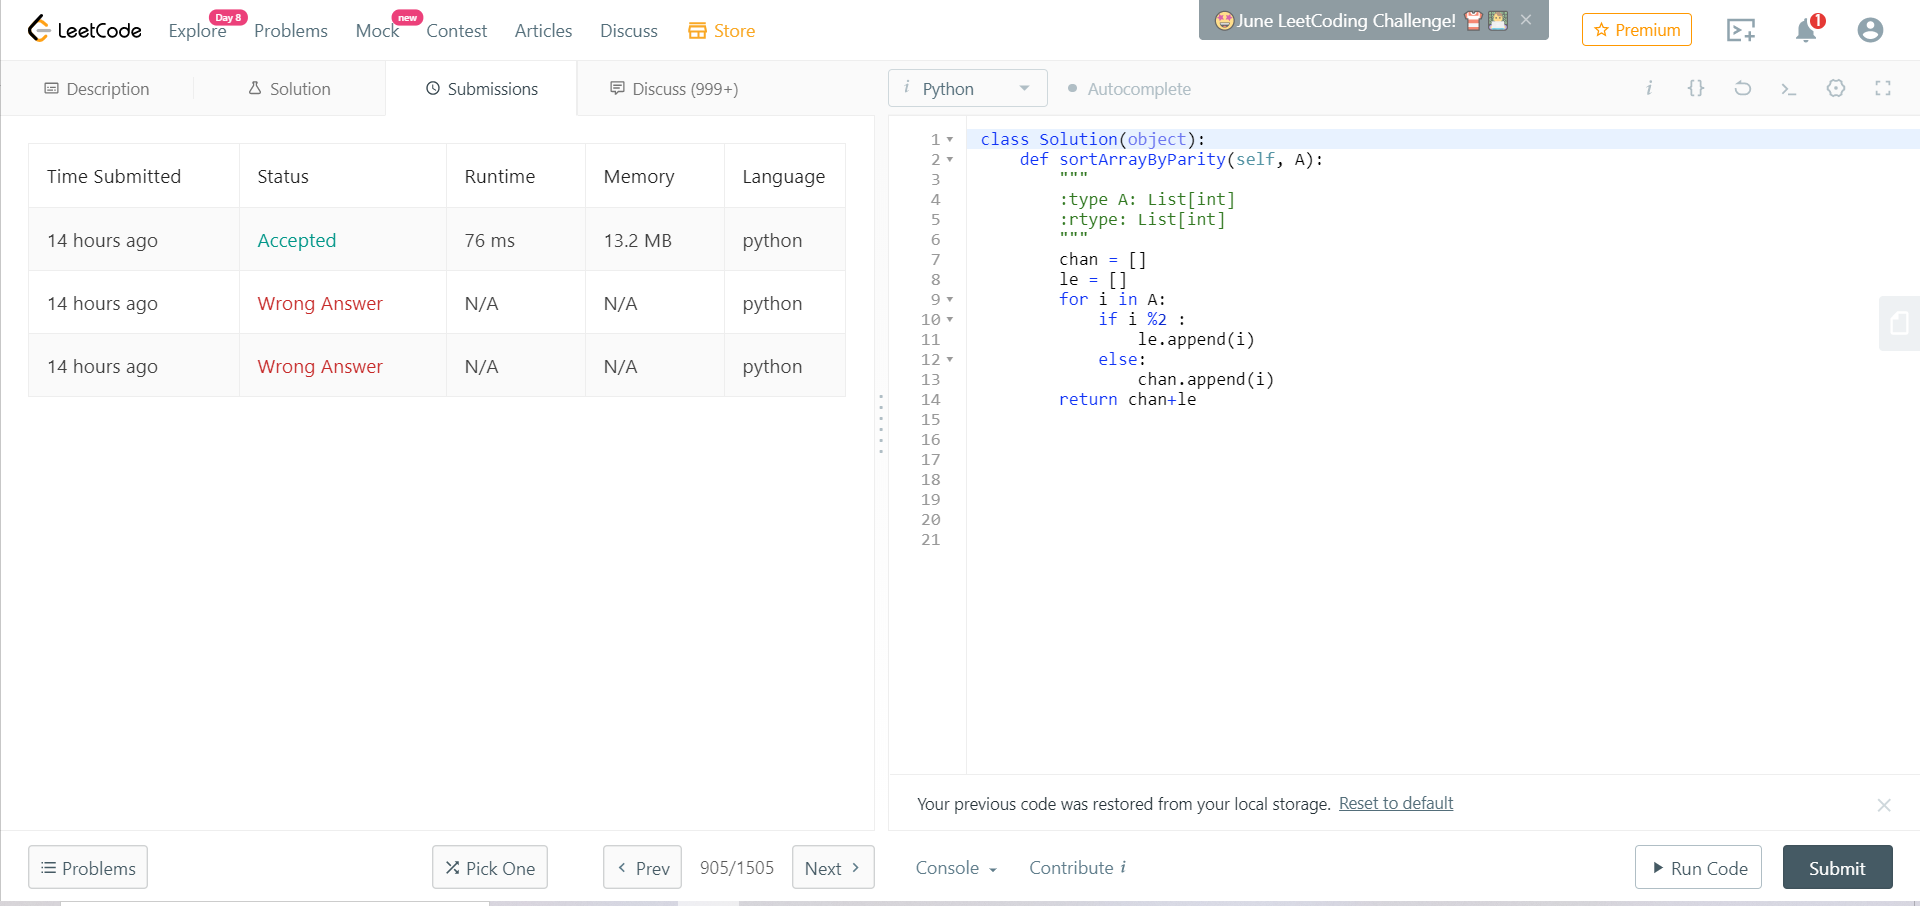 LeetCode
Explore
Day 8
Problems
Mock
new
Contest
Articles
Discuss
Store
🤩June LeetCoding Challenge! 👚👩‍💻 ×
Premium
1
Description
Solution
Submissions
Discuss (999+)
i Python
Autocomplete
i {}
Time Submitted Status Runtime Memory Language
14 hours ago Accepted 76 ms 13.2 MB python
14 hours ago Wrong Answer N/A N/A python
14 hours ago Wrong Answer N/A N/A python
1 class Solution(object):
2 def sortArrayByParity(self, A):
3 """
4 :type A: List[int]
5 :rtype: List[int]
6 """
7 chan = []
8 le = []
9 for i in A:
10 if i %2 :
11 le.append(i)
12 else:
13 chan.append(i)
14 return chan+le
15
16
17
18
19
20
21
Your previous code was restored from your local storage. Reset to default
Problems
Pick One
Prev
905/1505
Next
Console
Contribute i
Run Code
Submit